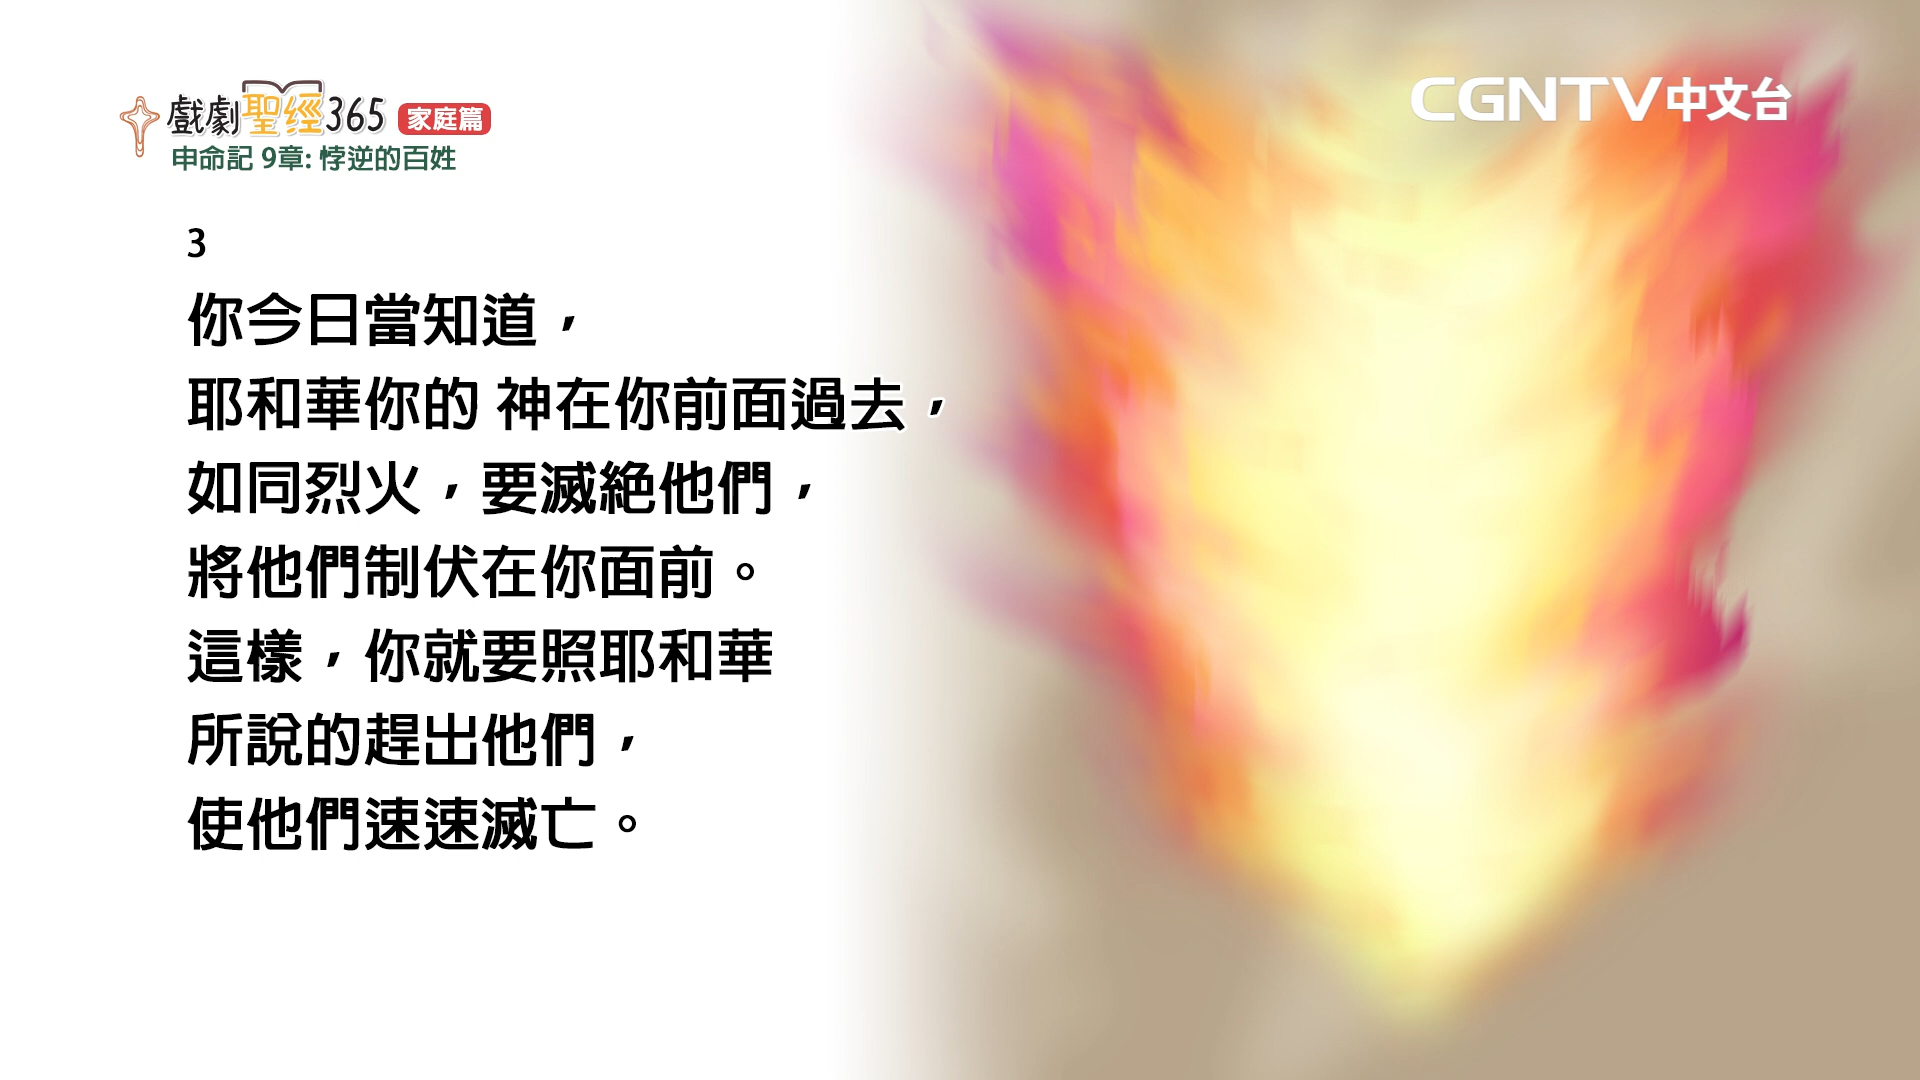 戲劇聖經365 家庭篇
申命記 9章: 悖逆的百姓
CGNTV中文台
3
你今日當知道，
耶和華你的 神在你前面過去，
如同烈火，要滅絕他們，
將他們制伏在你面前。
這樣，你就要照耶和華
所說的趕出他們，
使他們速速滅亡。